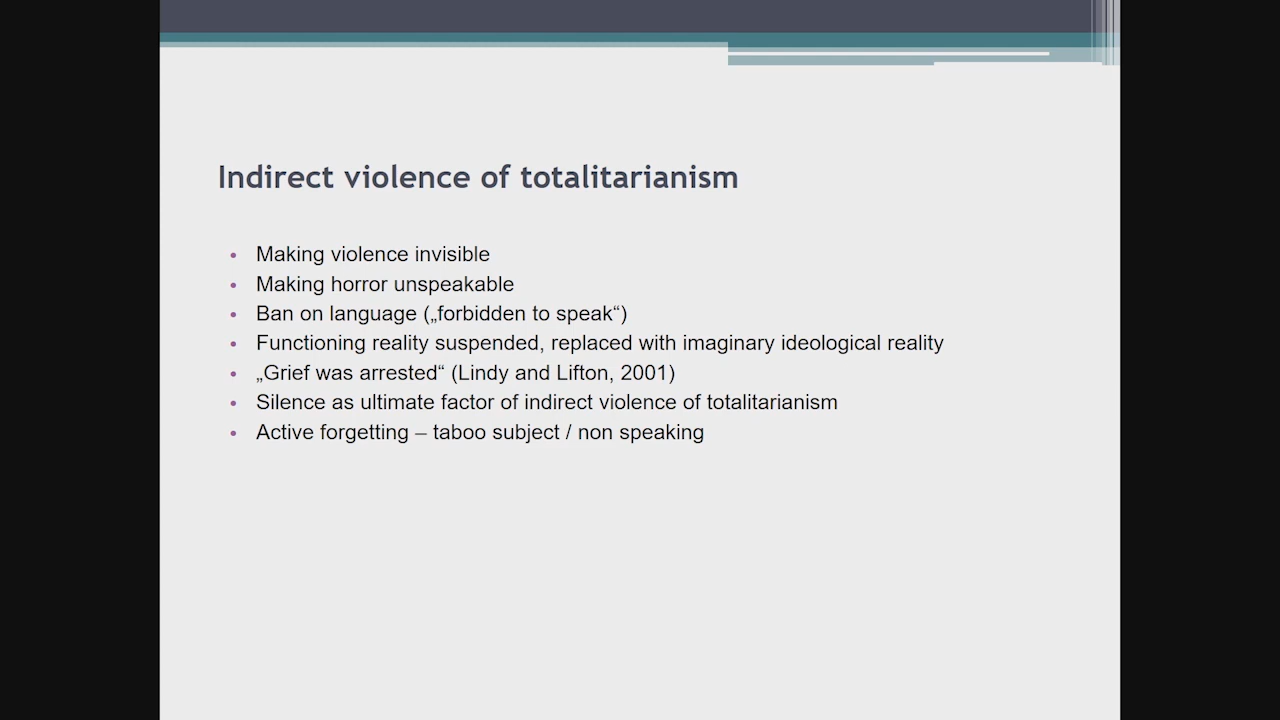 Indirect violence of totalitarianism
• Making violence invisible
• Making horror unspeakable
• Ban on language („forbidden to speak“)
• Functioning reality suspended, replaced with imaginary ideological reality
• „Grief was arrested“ (Lindy and Lifton, 2001)
• Silence as ultimate factor of indirect violence of totalitarianism
• Active forgetting – taboo subject / non speaking